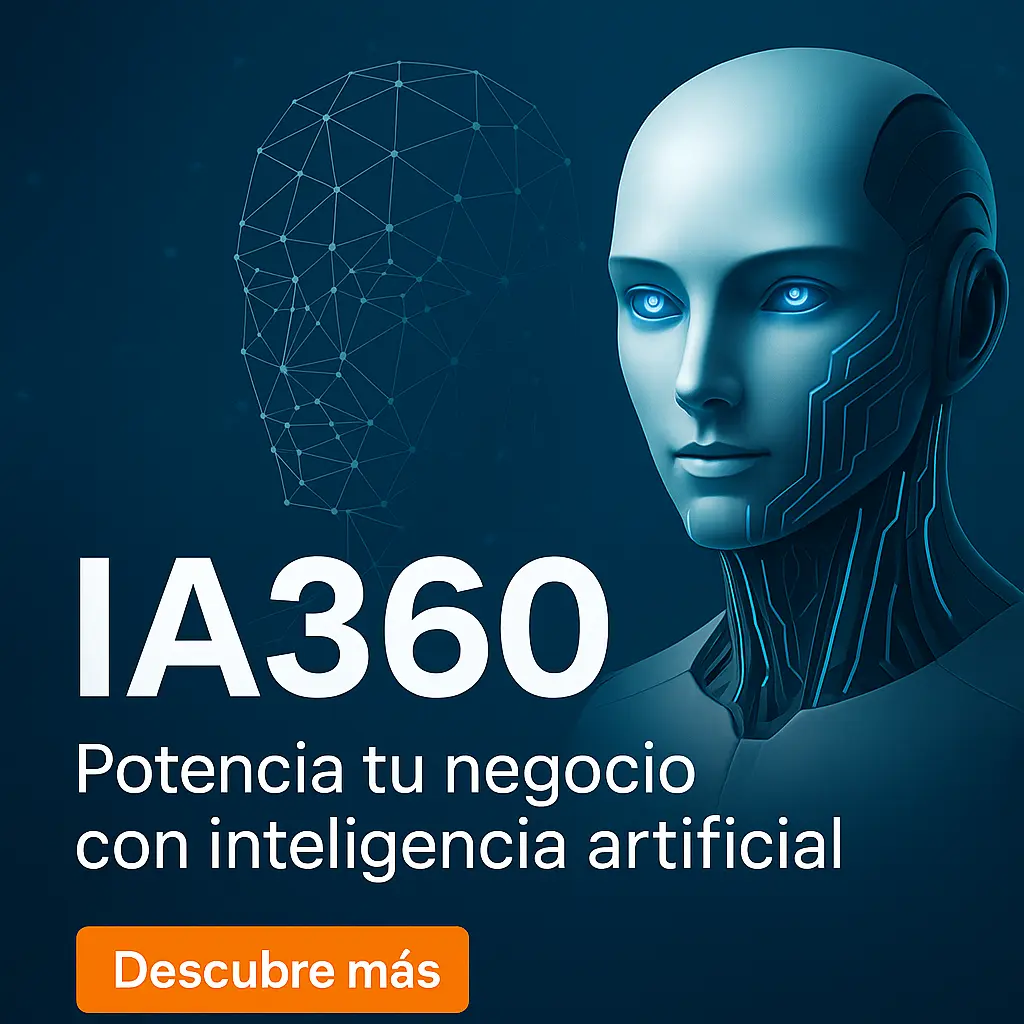 IA360
Potencia tu negocio
con inteligencia artificial
Descubre más